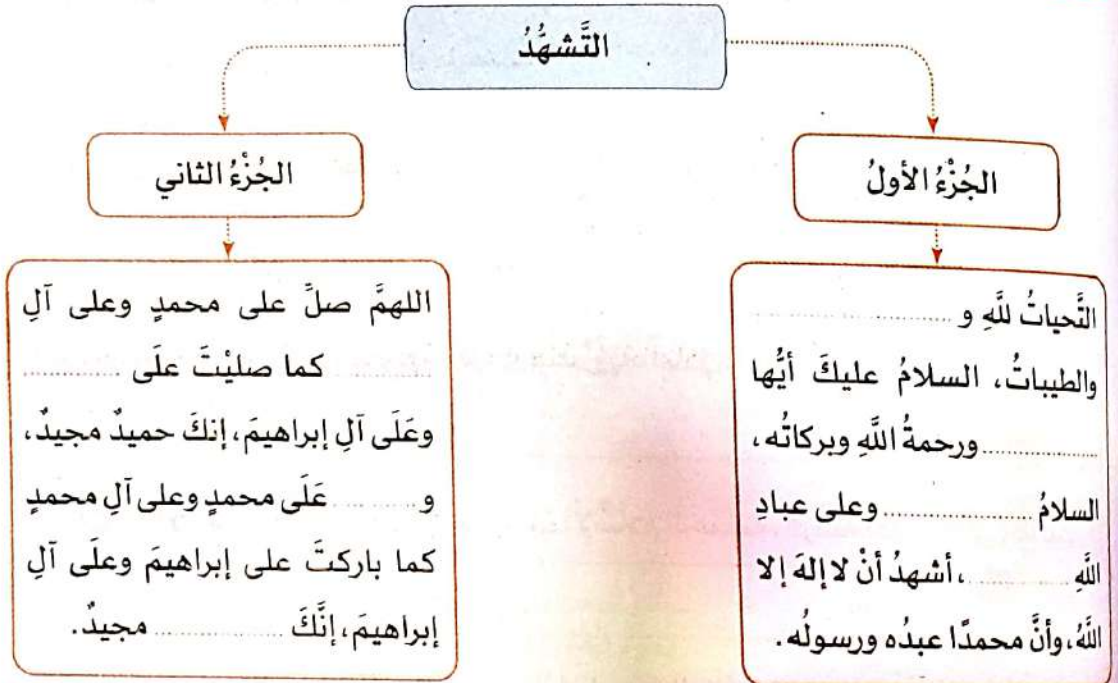 التَّشهُّدُ
الجُزْءُ الأولُ
التَّحياتُ للَّهِ و ....................
والطيباتُ، السلامُ عليكَ أيُّها
.............. ورحمةُ اللَّهِ وبركاتُه،
السلامُ .............. وعلى عبادِ
اللَّهِ ..............، أشهدُ أنْ لا إلهَ إلا
اللَّهُ، وأنَّ محمدًا عبدُه ورسولُه.
الجُزْءُ الثاني
اللهمَّ صلِّ على محمدٍ وعلى آلِ
.............. كما صليْتَ علَى ..............
وعَلَى آلِ إبراهيمَ، إنكَ حميدٌ مجيدٌ،
و .............. عَلَى محمدٍ وعلى آلِ محمدٍ
كما باركتَ على إبراهيمَ وعلَى آلِ
إبراهيمَ، إنَّكَ .............. مجيدٌ.